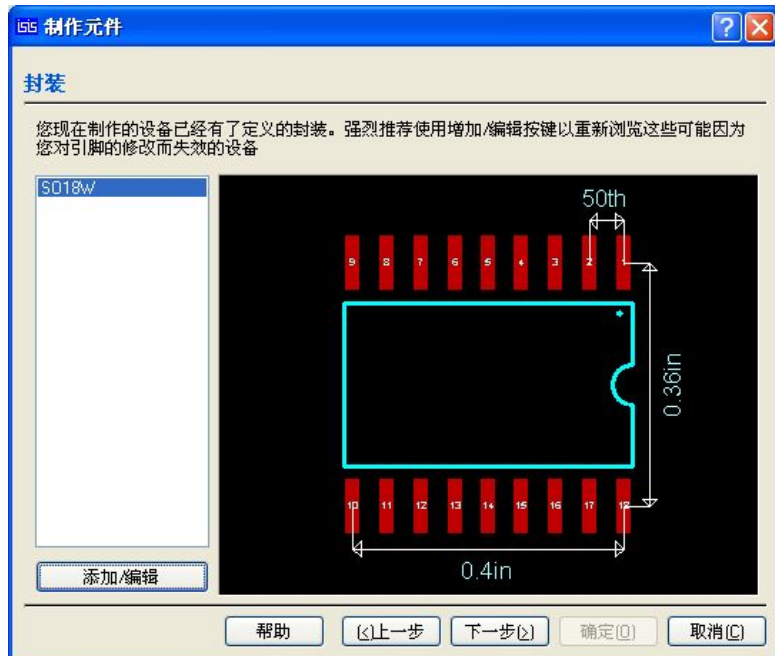 isis 制作元件
封装
您现在制作的设备已经有了定义的封装。强烈推荐使用增加/编辑按键以重新浏览这些可能因为
您对引脚的修改而失效的设备
SO18W
50th
9 8 7 6 5 4 3 2 1
0.36in
10 11 12 13 14 15 16 17 18
0.4in
添加/编辑
帮助 (<)上一步 下一步(>) 确定(O) 取消(C)